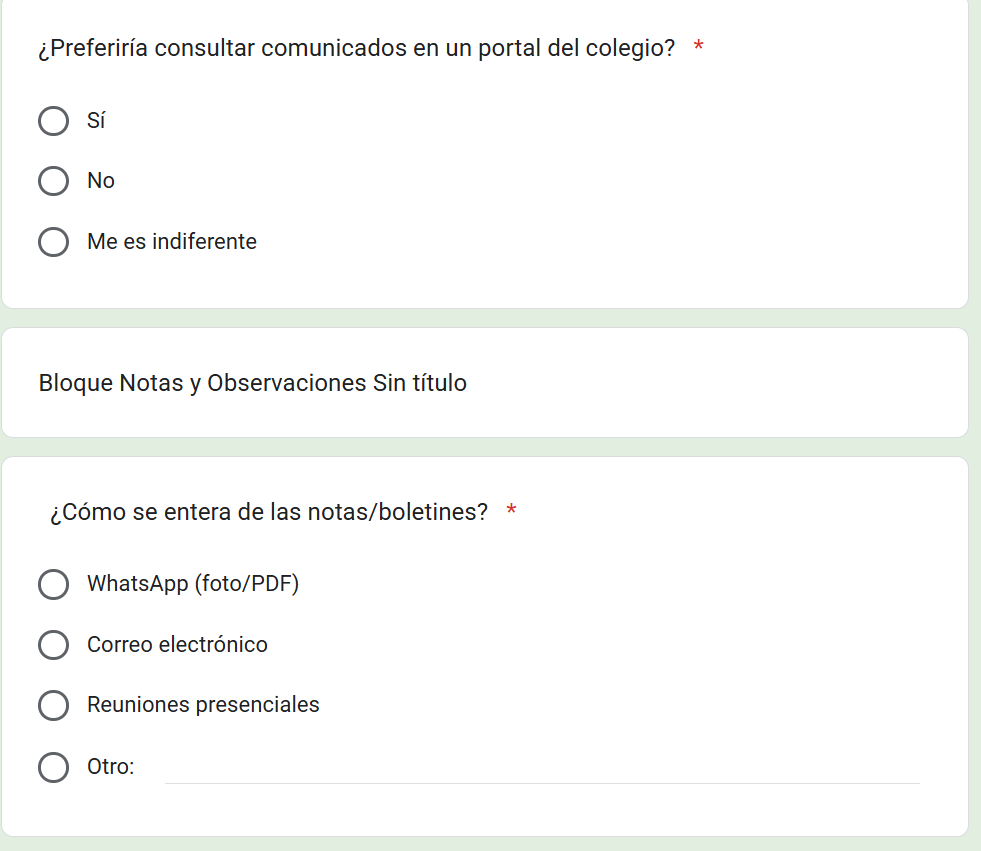 ¿Preferiría consultar comunicados en un portal del colegio? *
Sí
No
Me es indiferente
Bloque Notas y Observaciones Sin título
¿Cómo se entera de las notas/boletines? *
WhatsApp (foto/PDF)
Correo electrónico
Reuniones presenciales
Otro: